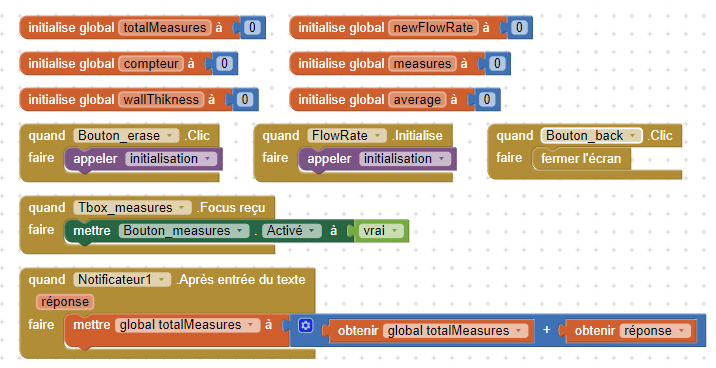 initialise global totalMeasures à 0 initialise global newFlowRate à 0
initialise global compteur à 0 initialise global measures à 0
initialise global wallThikness à 0 initialise global average à 0
quand Bouton_erase .Clic quand FlowRate .Initialise quand Bouton_back .Clic
faire appeler initialisation faire appeler initialisation faire fermer l'écran
quand Tbox_measures .Focus reçu
faire mettre Bouton_measures . Activé à vrai
quand Notificateur1 .Après entrée du texte
réponse
faire mettre global totalMeasures à obtenir global totalMeasures + obtenir réponse